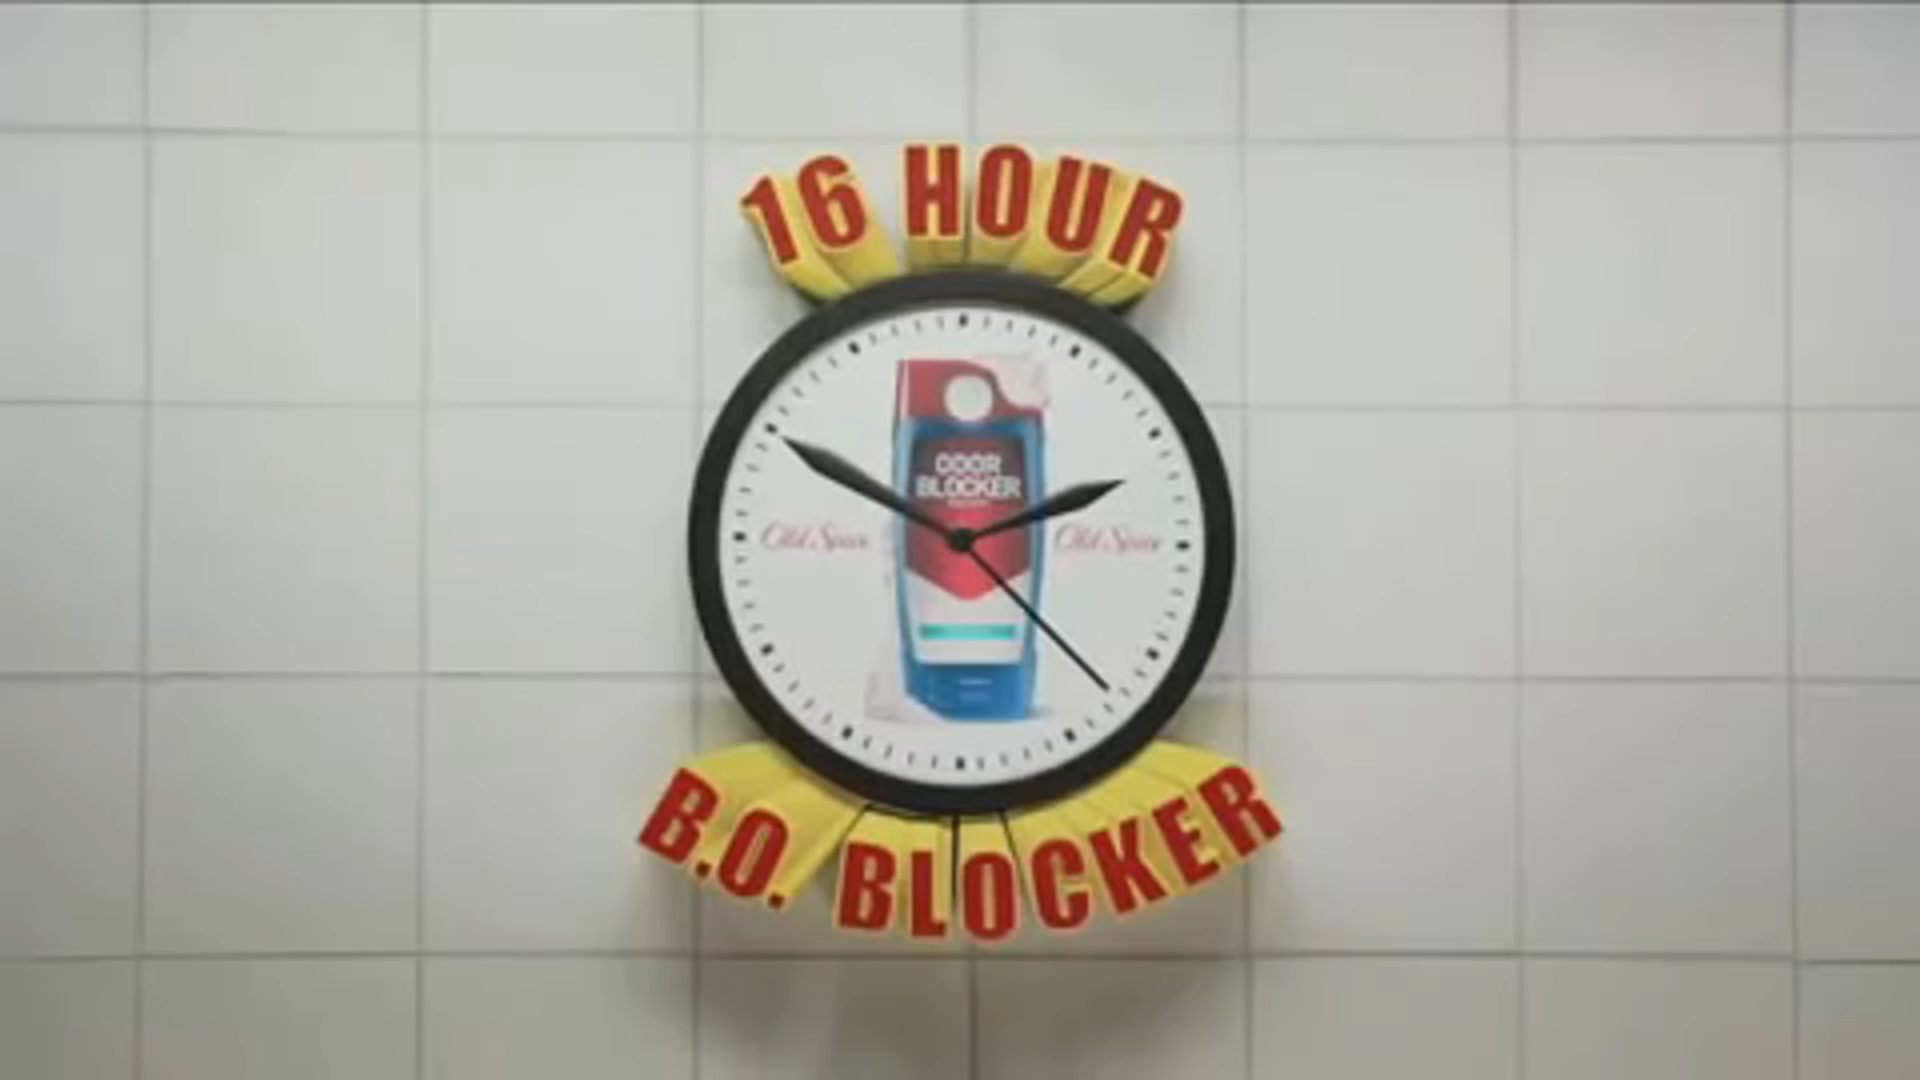 16 HOUR
ODOR
BLOCKER
Old Spice Old Spice
B.O. BLOCKER